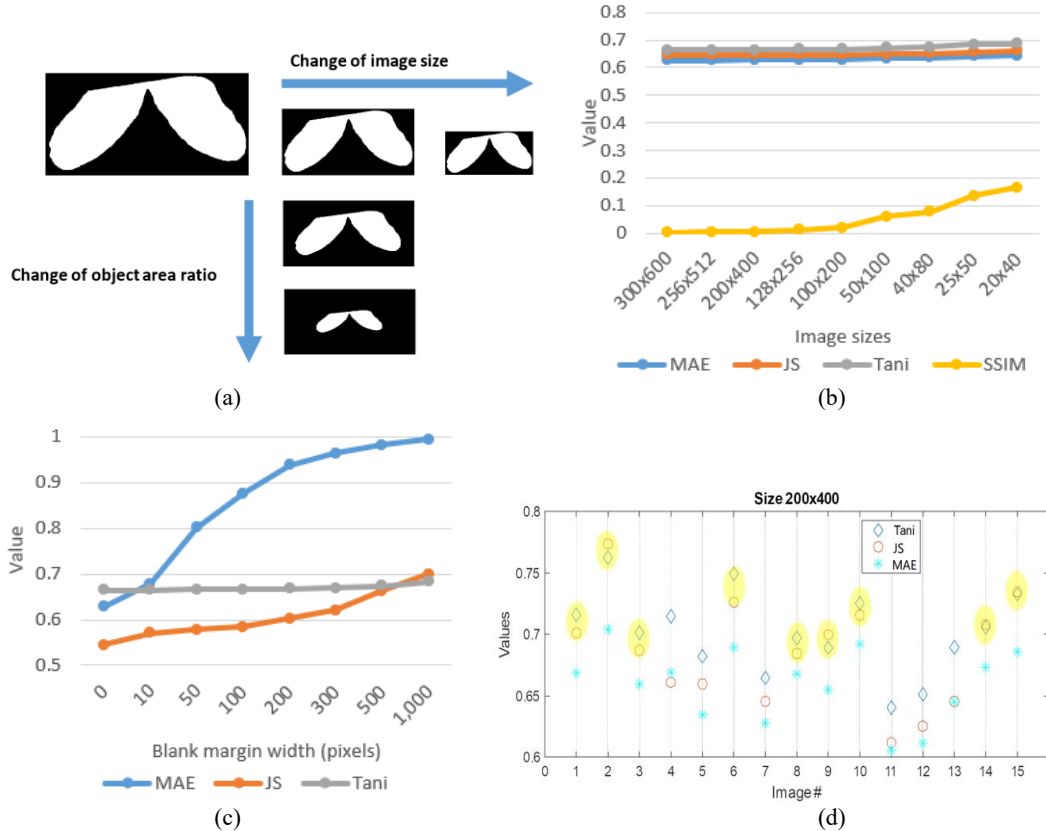 Change of image size
Change of object area ratio
(a)
0.8
0.7
0.6
0.5
0.4
0.3
0.2
0.1
0
Value
300x600
256x512
200x400
128x256
100x200
50x100
40x80
25x50
20x40
Image sizes
MAE JS Tani SSIM
(b)
1
0.9
0.8
0.7
0.6
0.5
Value
0
10
50
100
200
300
500
1,000
Blank margin width (pixels)
MAE JS Tani
(c)
Size 200x400
0.8
0.75
0.7
0.65
0.6
Values
Tani
JS
MAE
0 1 2 3 4 5 6 7 8 9 10 11 12 13 14 15
Image #
(d)